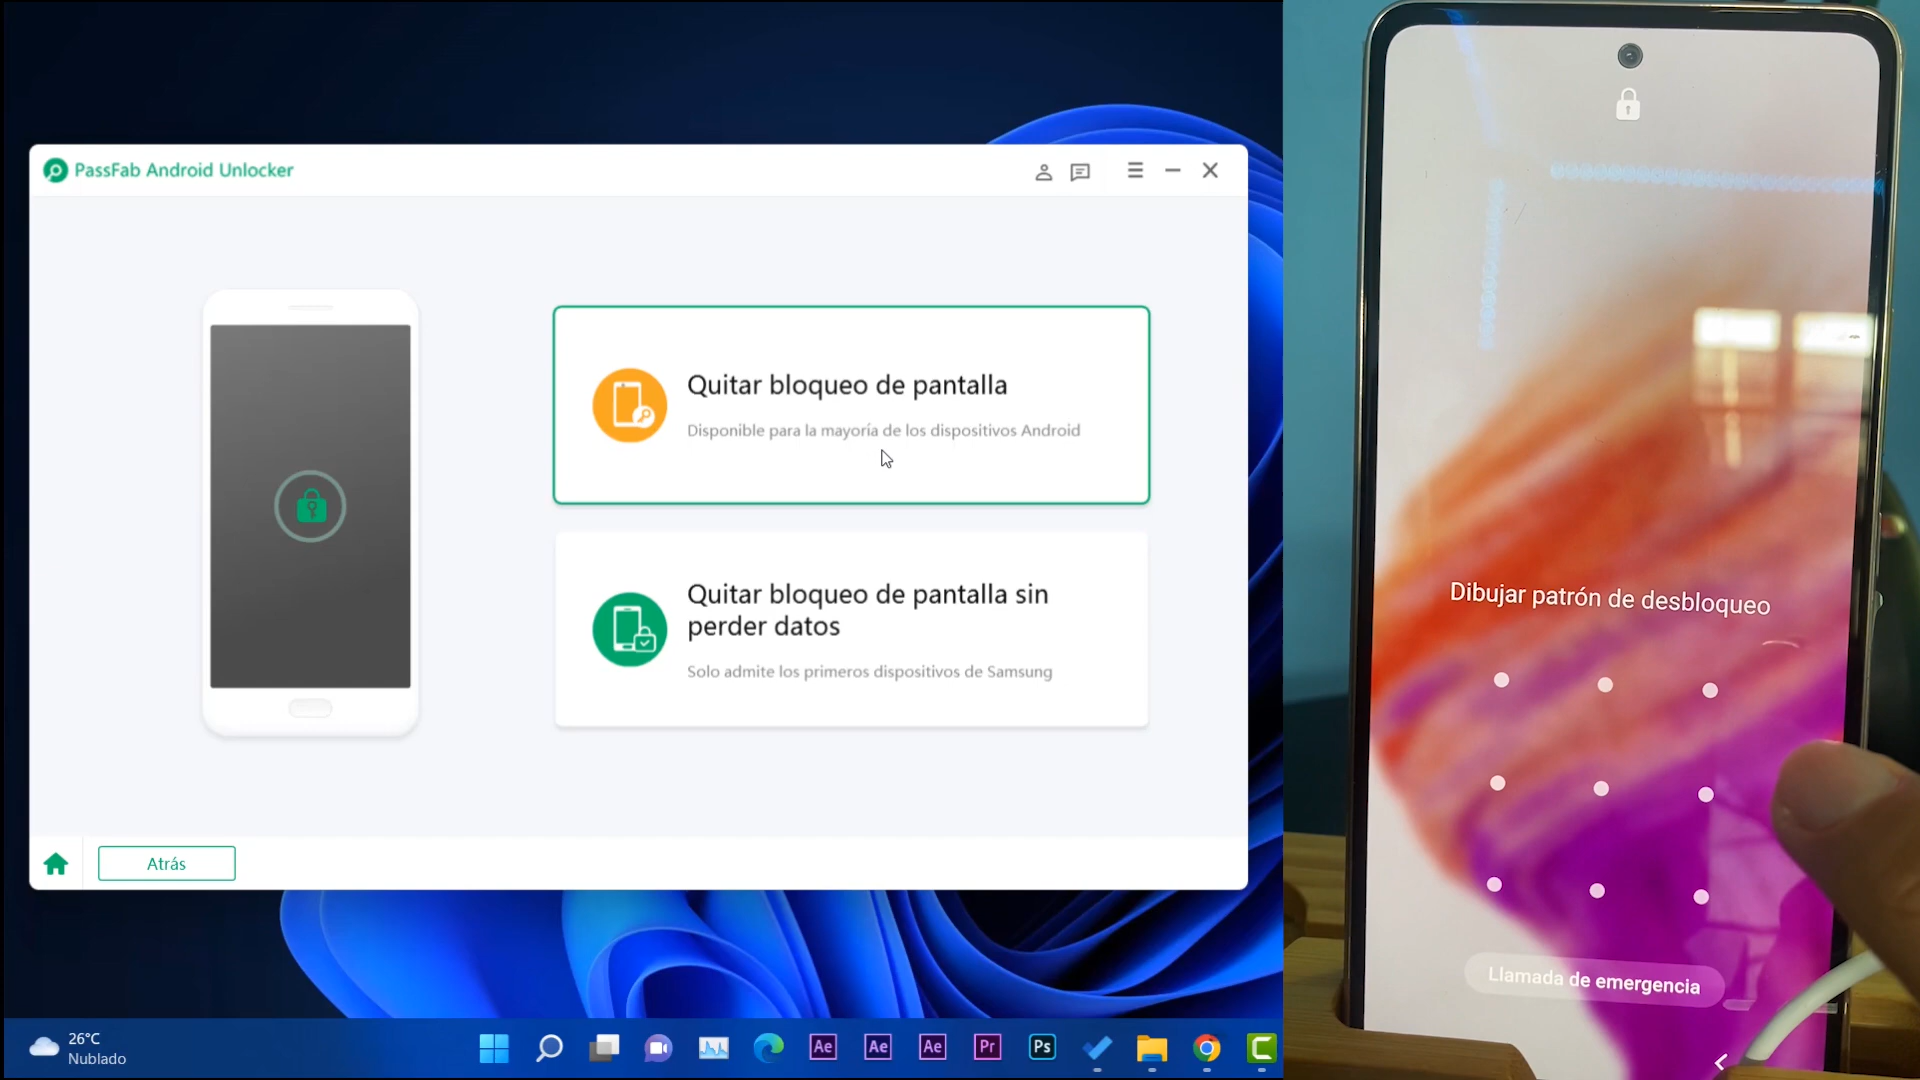 PassFab Android Unlocker
Quitar bloqueo de pantalla
Disponible para la mayoría de los dispositivos Android
Quitar bloqueo de pantalla sin
perder datos
Solo admite los primeros dispositivos de Samsung
Atrás
26°C
Nublado
Ae
Ae
Ae
Pr
Ps
Dibujar patrón de desbloqueo
Llamada de emergencia